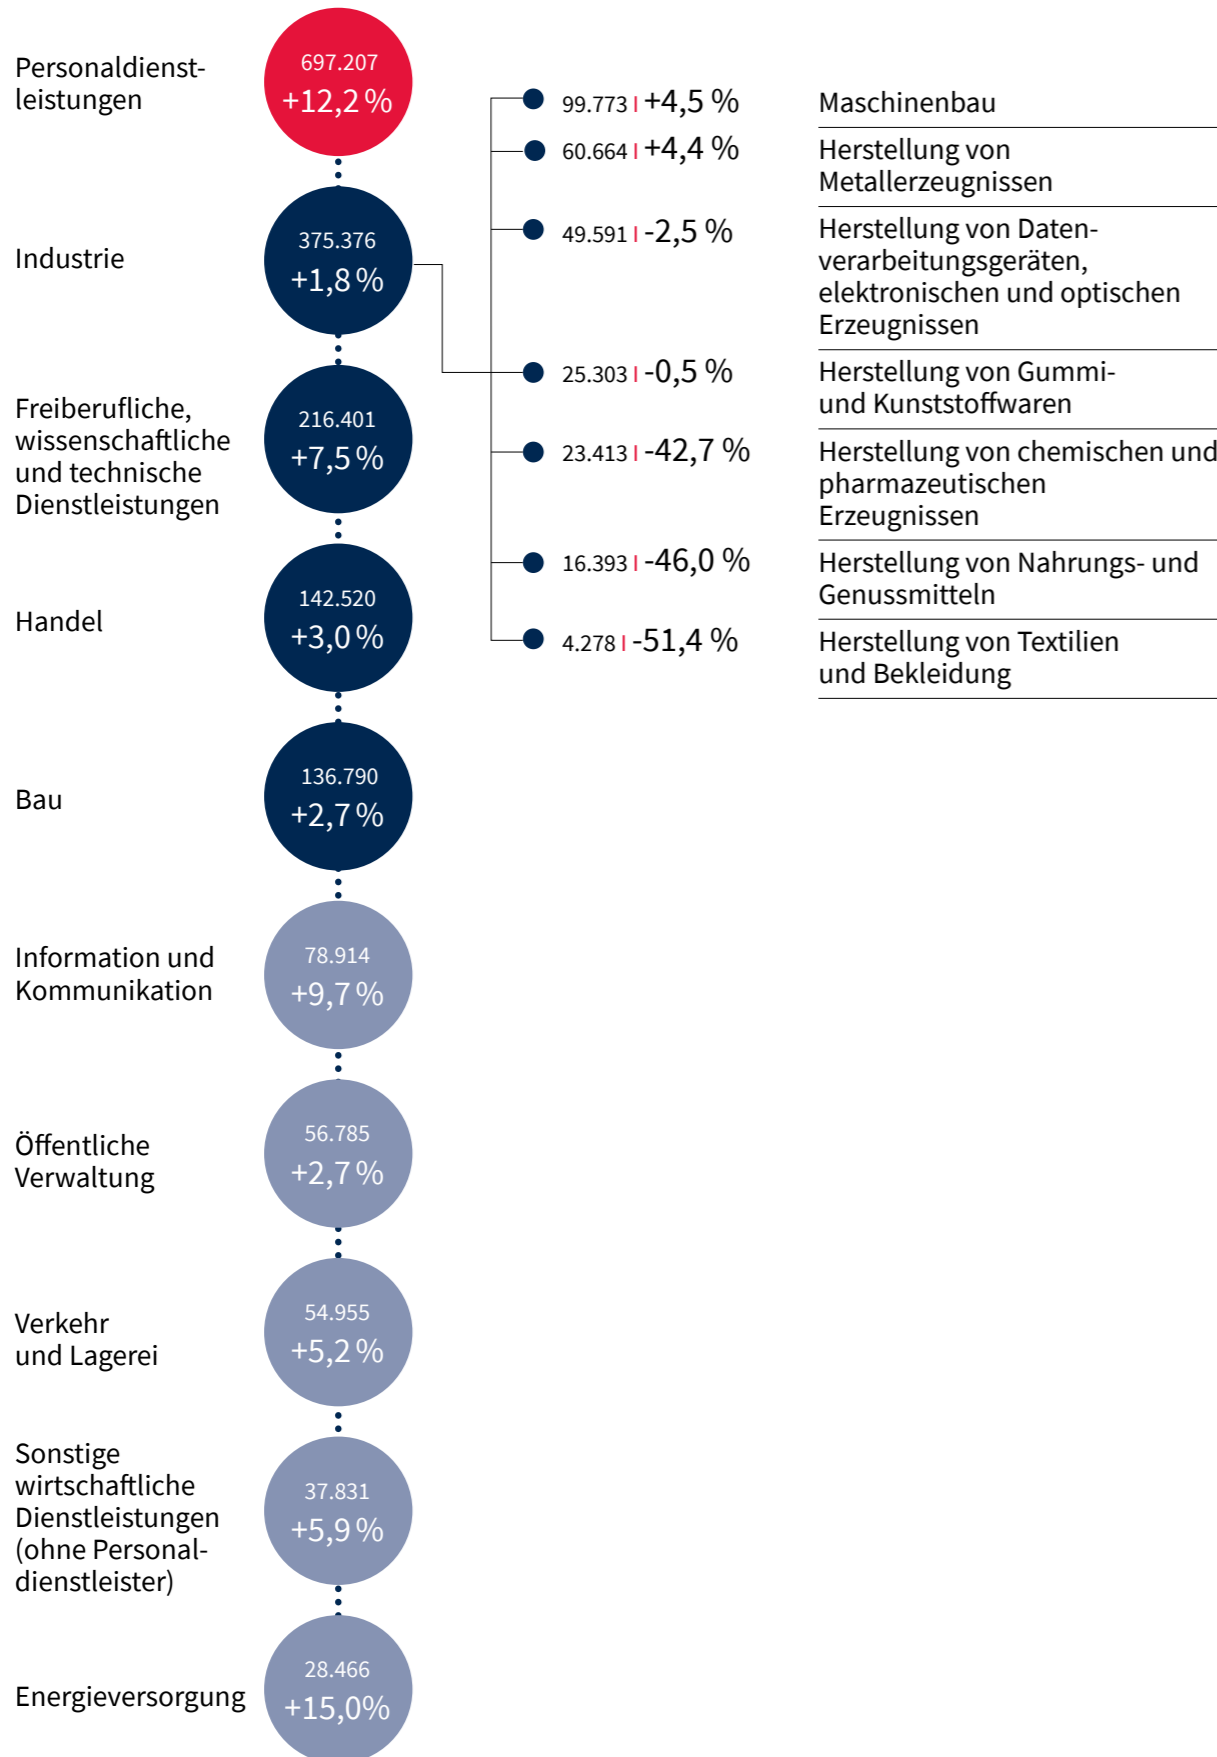 Personaldienst-
leistungen
697.207
+12,2 %
Industrie
375.376
+1,8 %
99.773 I +4,5 %
Maschinenbau
60.664 I +4,4 %
Herstellung von
Metallerzeugnissen
49.591 I -2,5 %
Herstellung von Daten-
verarbeitungsgeräten,
elektronischen und optischen
Erzeugnissen
25.303 I -0,5 %
Herstellung von Gummi-
und Kunststoffwaren
23.413 I -42,7 %
Herstellung von chemischen und
pharmazeutischen
Erzeugnissen
16.393 I -46,0 %
Herstellung von Nahrungs- und
Genussmitteln
4.278 I -51,4 %
Herstellung von Textilien
und Bekleidung
Freiberufliche,
wissenschaftliche
und technische
Dienstleistungen
216.401
+7,5 %
Handel
142.520
+3,0 %
Bau
136.790
+2,7 %
Information und
Kommunikation
78.914
+9,7 %
Öffentliche
Verwaltung
56.785
+2,7 %
Verkehr
und Lagerei
54.955
+5,2 %
Sonstige
wirtschaftliche
Dienstleistungen
(ohne Personal-
dienstleister)
37.831
+5,9 %
Energieversorgung
28.466
+15,0%